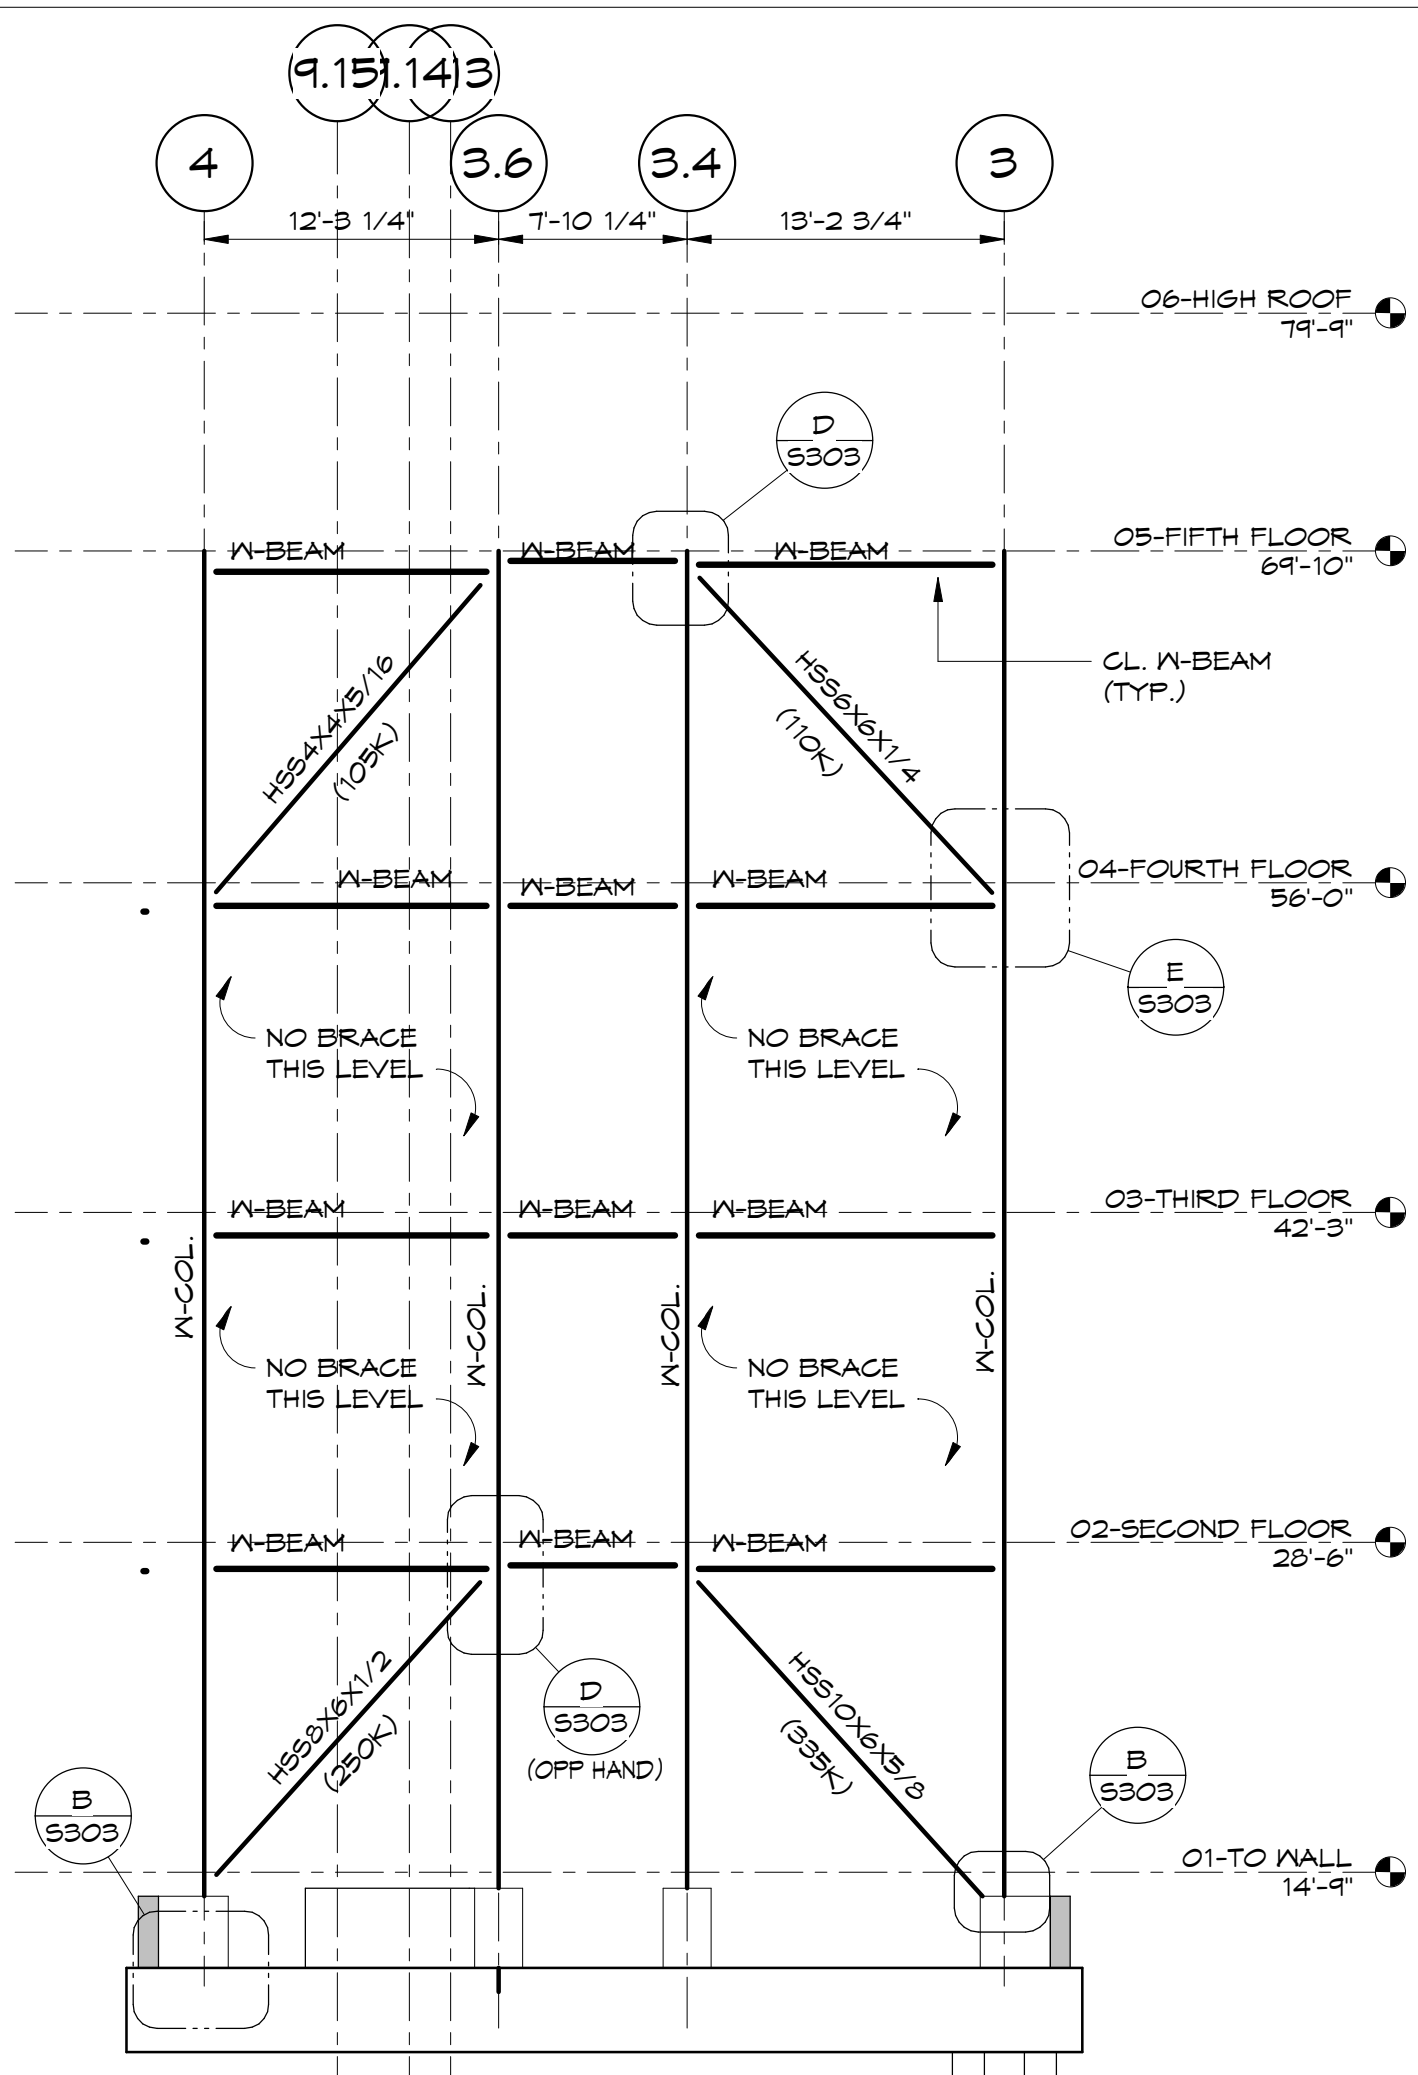 9.15
.14
13
4
3.6
3.4
3
12'-3 1/4"
7'-10 1/4"
13'-2 3/4"
06-HIGH ROOF
79'-9"
D
S303
W-BEAM
W-BEAM
W-BEAM
05-FIFTH FLOOR
69'-10"
CL. W-BEAM
(TYP.)
HSS4X4X5/16
(105K)
HSS6X6X1/4
(110K)
W-BEAM
W-BEAM
W-BEAM
04-FOURTH FLOOR
56'-0"
E
S303
NO BRACE
THIS LEVEL
NO BRACE
THIS LEVEL
W-BEAM
W-BEAM
W-BEAM
03-THIRD FLOOR
42'-3"
W-COL.
W-COL.
W-COL.
W-COL.
NO BRACE
THIS LEVEL
NO BRACE
THIS LEVEL
W-BEAM
W-BEAM
W-BEAM
02-SECOND FLOOR
28'-6"
HSS8X6X1/2
(250K)
D
S303
(OPP HAND)
HSS10X6X5/8
(335K)
B
S303
B
S303
01-TO WALL
14'-9"